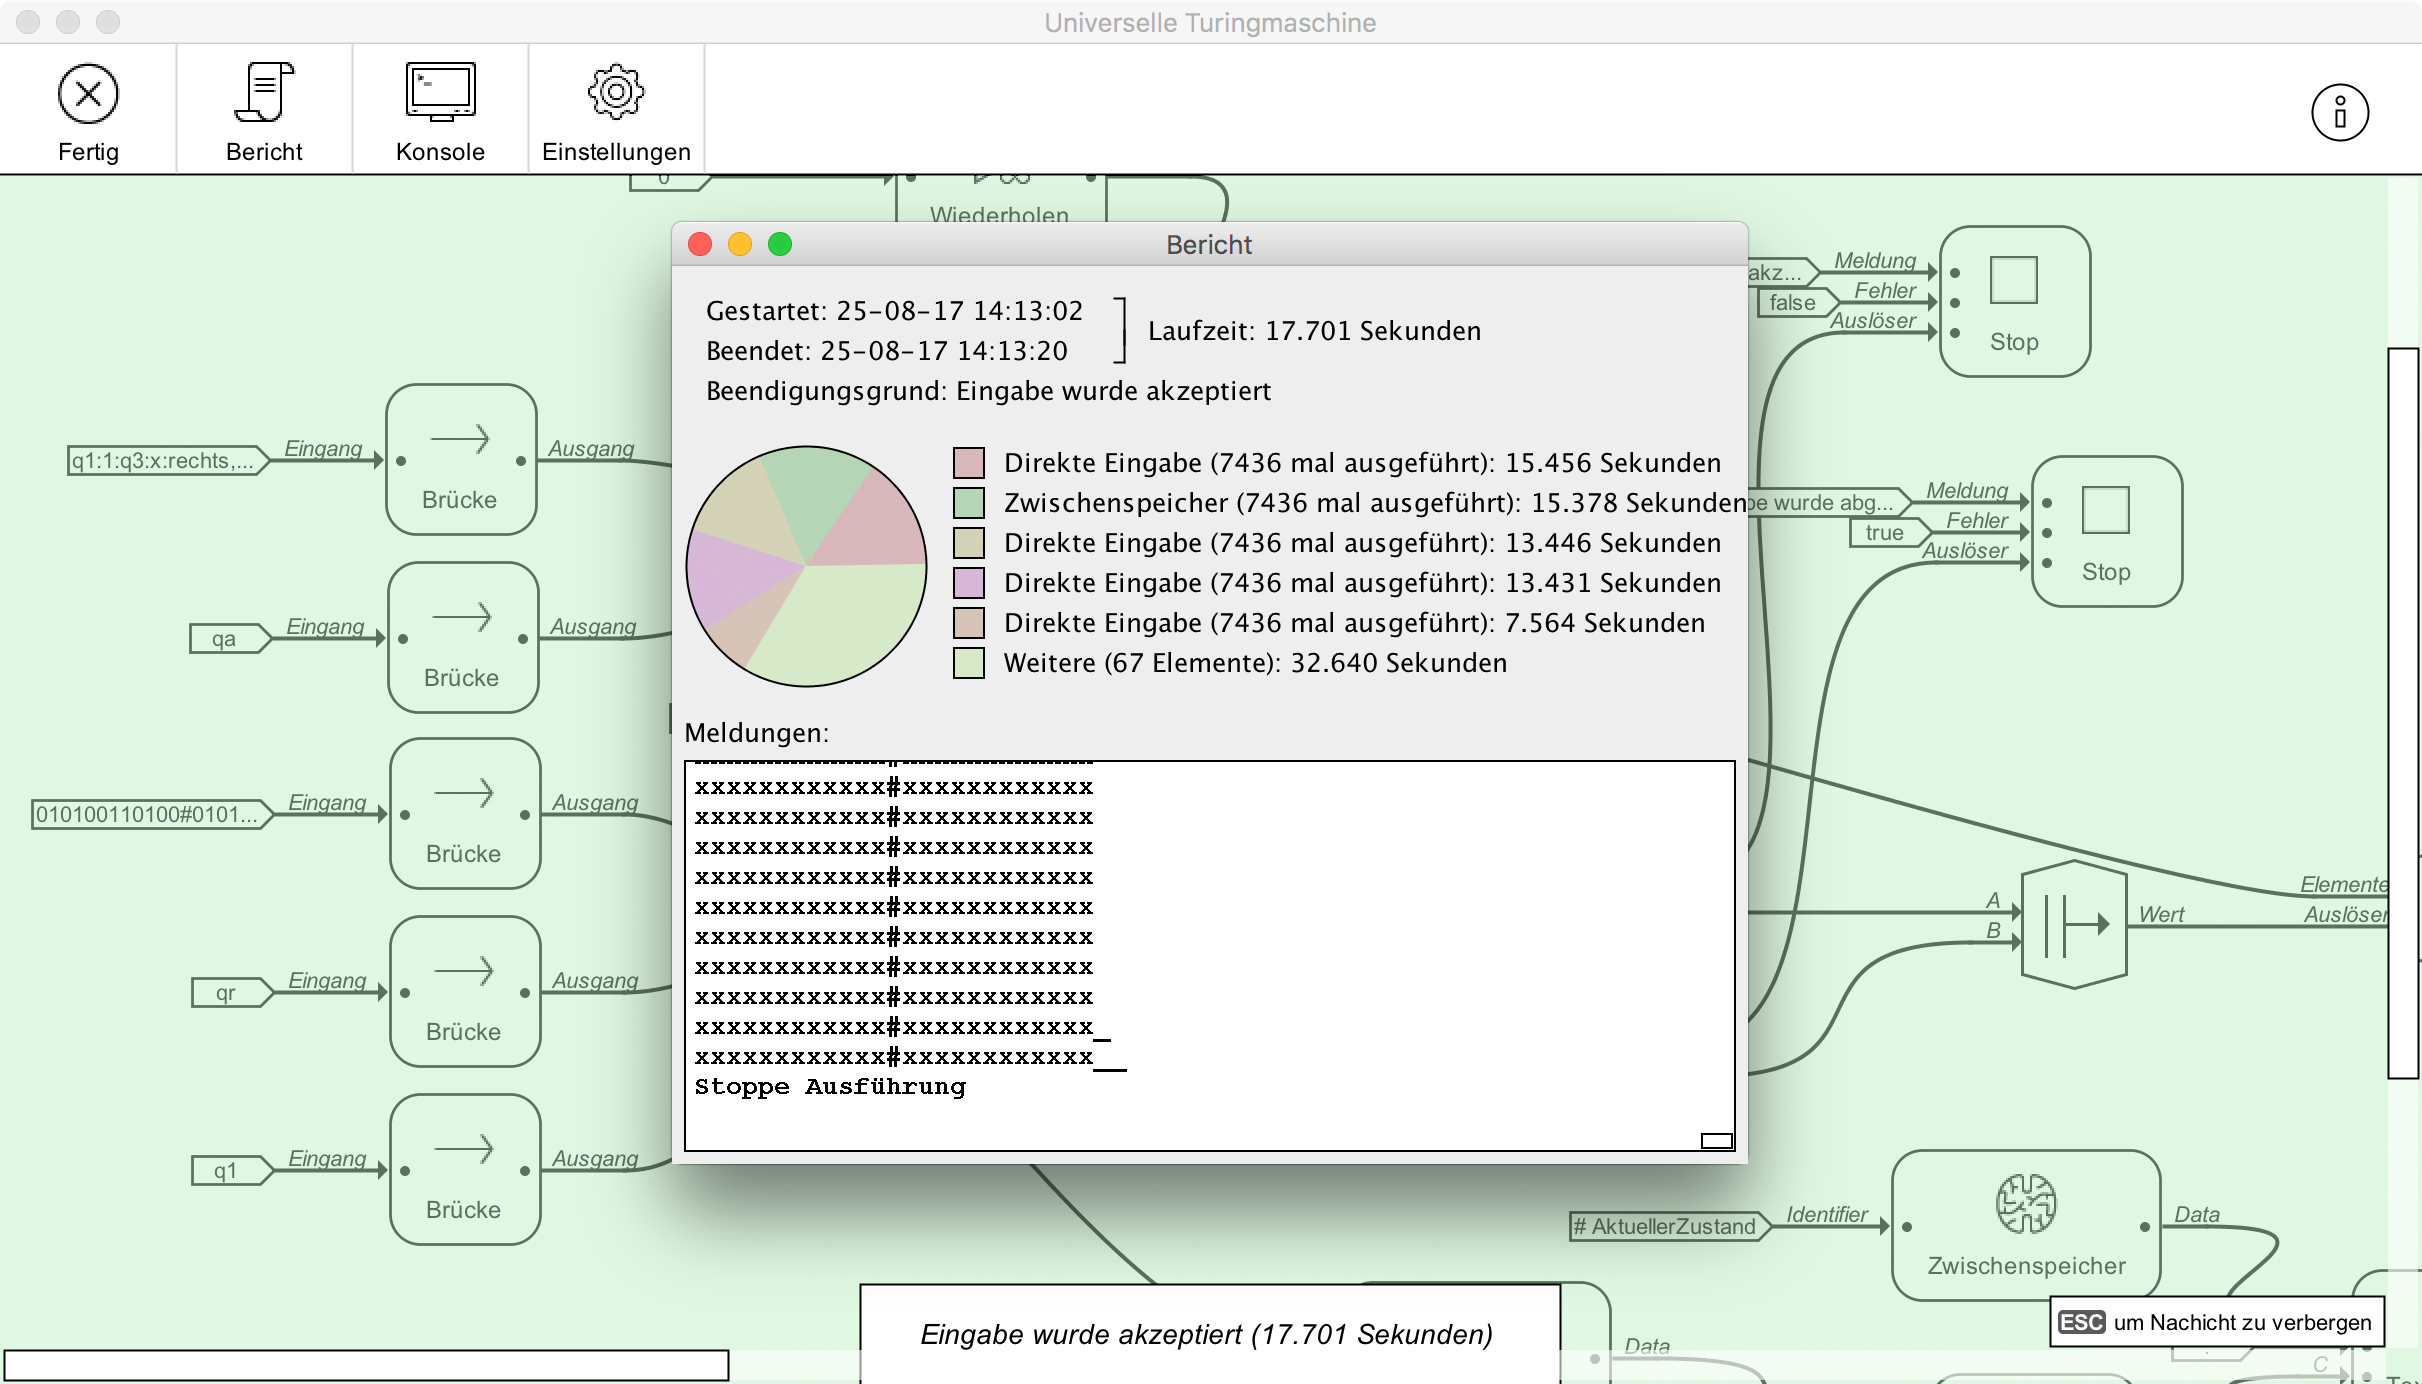 Universelle Turingmaschine
Fertig
Bericht
Konsole
Einstellungen
Wiederholen
Bericht
Gestartet: 25-08-17 14:13:02
Beendet: 25-08-17 14:13:20
Laufzeit: 17.701 Sekunden
Beendigungsgrund: Eingabe wurde akzeptiert
Direkte Eingabe (7436 mal ausgeführt): 15.456 Sekunden
Zwischenspeicher (7436 mal ausgeführt): 15.378 Sekunden
Direkte Eingabe (7436 mal ausgeführt): 13.446 Sekunden
Direkte Eingabe (7436 mal ausgeführt): 13.431 Sekunden
Direkte Eingabe (7436 mal ausgeführt): 7.564 Sekunden
Weitere (67 Elemente): 32.640 Sekunden
Meldungen:
xxxxxxxxxxxx#xxxxxxxxxxxx
xxxxxxxxxxxx#xxxxxxxxxxxx
xxxxxxxxxxxx#xxxxxxxxxxxx
xxxxxxxxxxxx#xxxxxxxxxxxx
xxxxxxxxxxxx#xxxxxxxxxxxx
xxxxxxxxxxxx#xxxxxxxxxxxx
xxxxxxxxxxxx#xxxxxxxxxxxx
xxxxxxxxxxxx#xxxxxxxxxxxx
xxxxxxxxxxxx#xxxxxxxxxxxx_
xxxxxxxxxxxx#xxxxxxxxxxxx__
Stoppe Ausführung
q1:1:q3:x:rechts,... Eingang Ausgang
Brücke
qa Eingang Ausgang
Brücke
010100110100#0101... Eingang Ausgang
Brücke
qr Eingang Ausgang
Brücke
q1 Eingang Ausgang
Brücke
akz... Meldung
false Fehler
Auslöser
Stop
wurde abg... Meldung
true Fehler
Auslöser
Stop
A
B
Wert
Elemente
Auslöser
# AktuellerZustand Identifier Data
Zwischenspeicher
Eingabe wurde akzeptiert (17.701 Sekunden)
Data
ESC um Nachicht zu verbergen
C